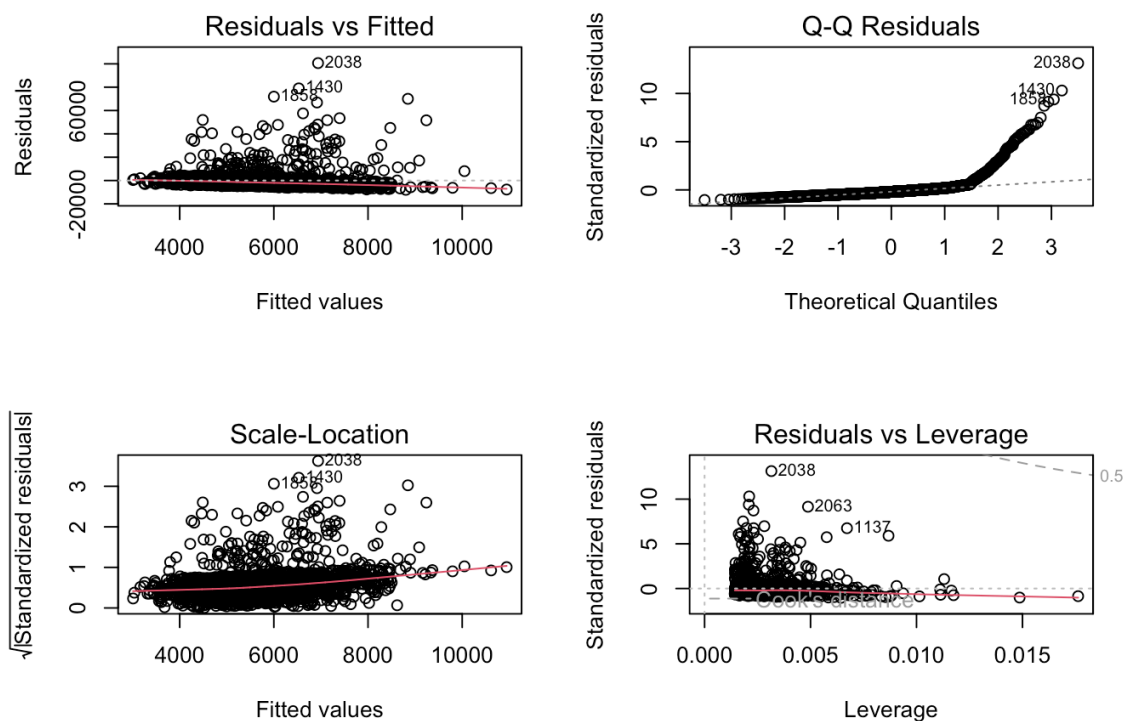 Residuals vs Fitted
Residuals
60000
-20000
2038
1430
1858
4000 6000 8000 10000
Fitted values
Q-Q Residuals
Standardized residuals
10
5
0
2038
1430
1858
-3 -2 -1 0 1 2 3
Theoretical Quantiles
Scale-Location
√|Standardized residuals|
3
2
1
0
2038
1430
1858
4000 6000 8000 10000
Fitted values
Residuals vs Leverage
Standardized residuals
10
5
0
2038
2063
1137
0.5
Cook's distance
0.000 0.005 0.010 0.015
Leverage